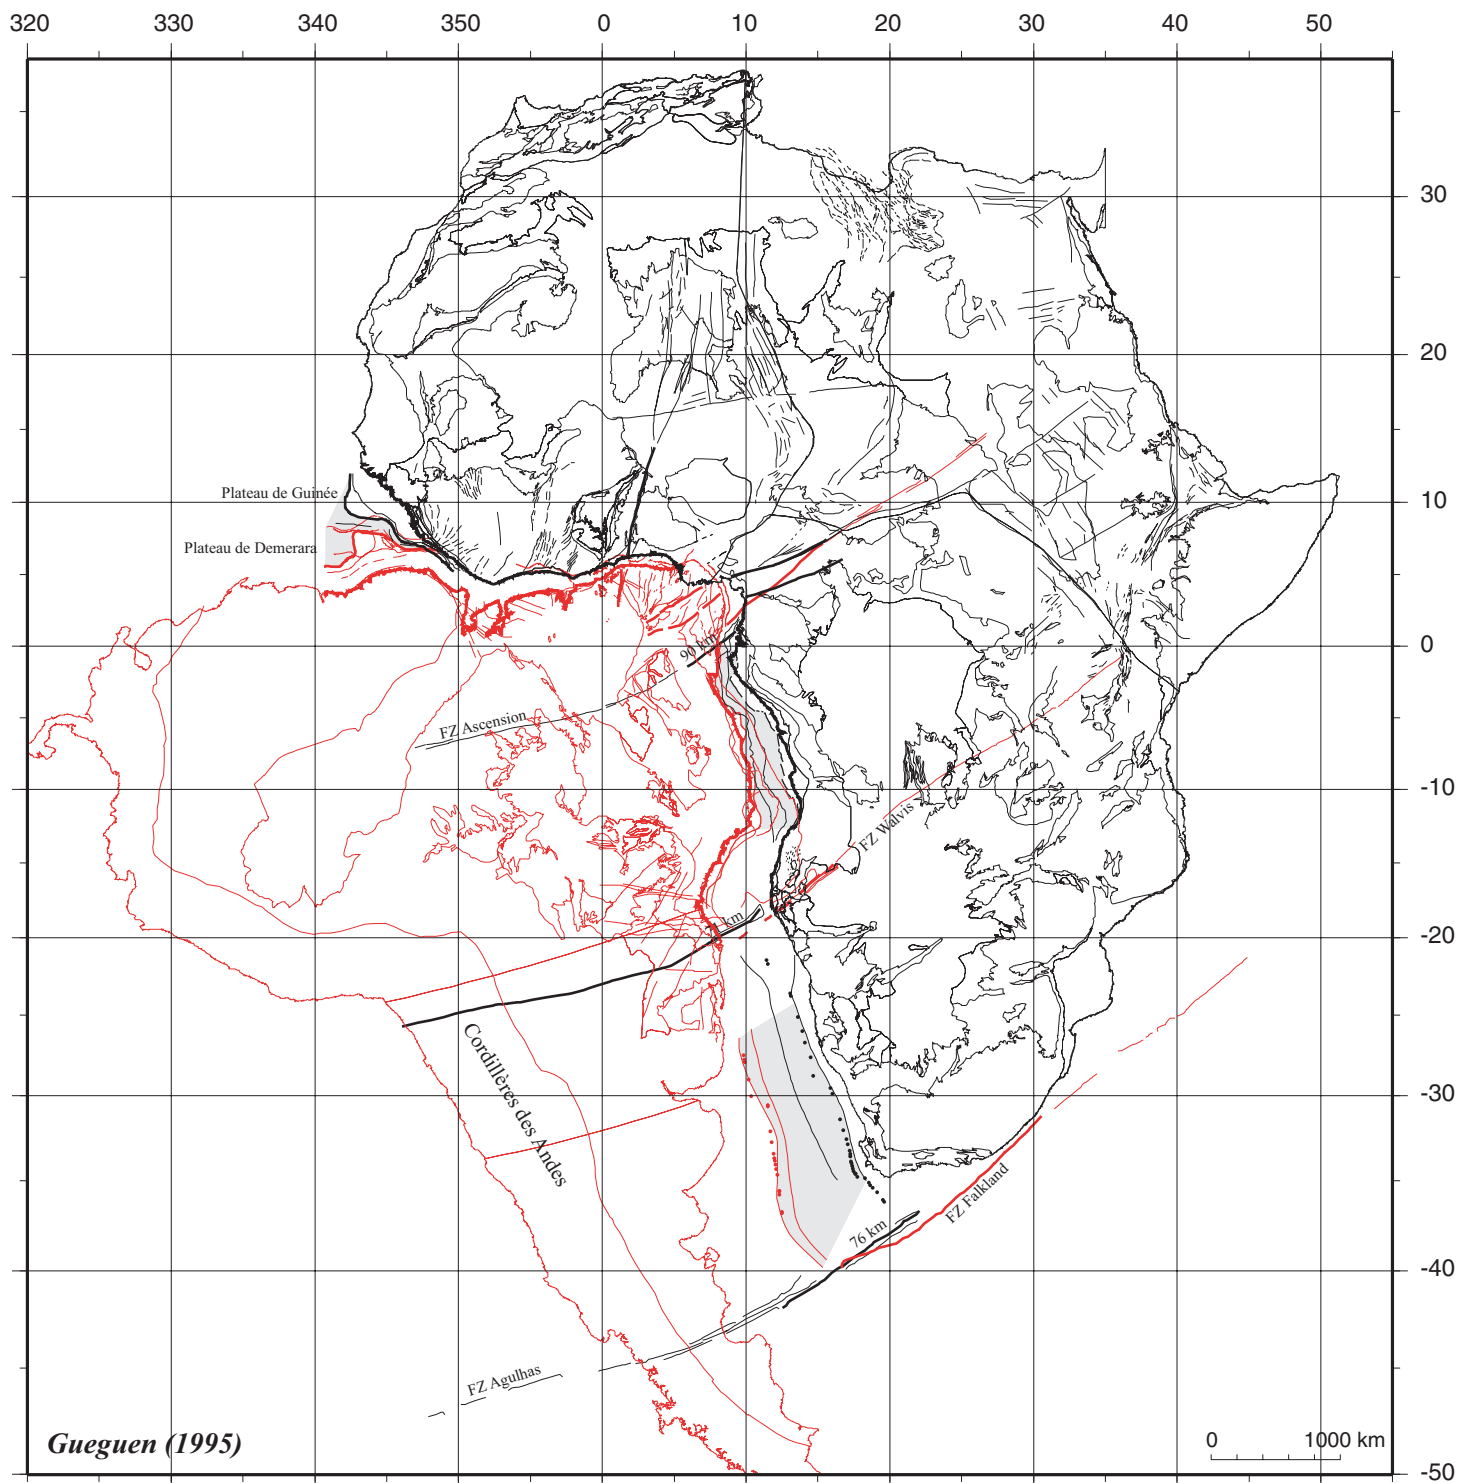 320 330 340 350 0 10 20 30 40 50
30
20
Plateau de Guinée
10
Plateau de Demerara
90 km
0
FZ Ascension
-10
FZ Walvis
km
-20
Cordillères des Andes
-30
FZ Falkland
76 km
-40
FZ Agulhas
Gueguen (1995)
0 1000 km
-50